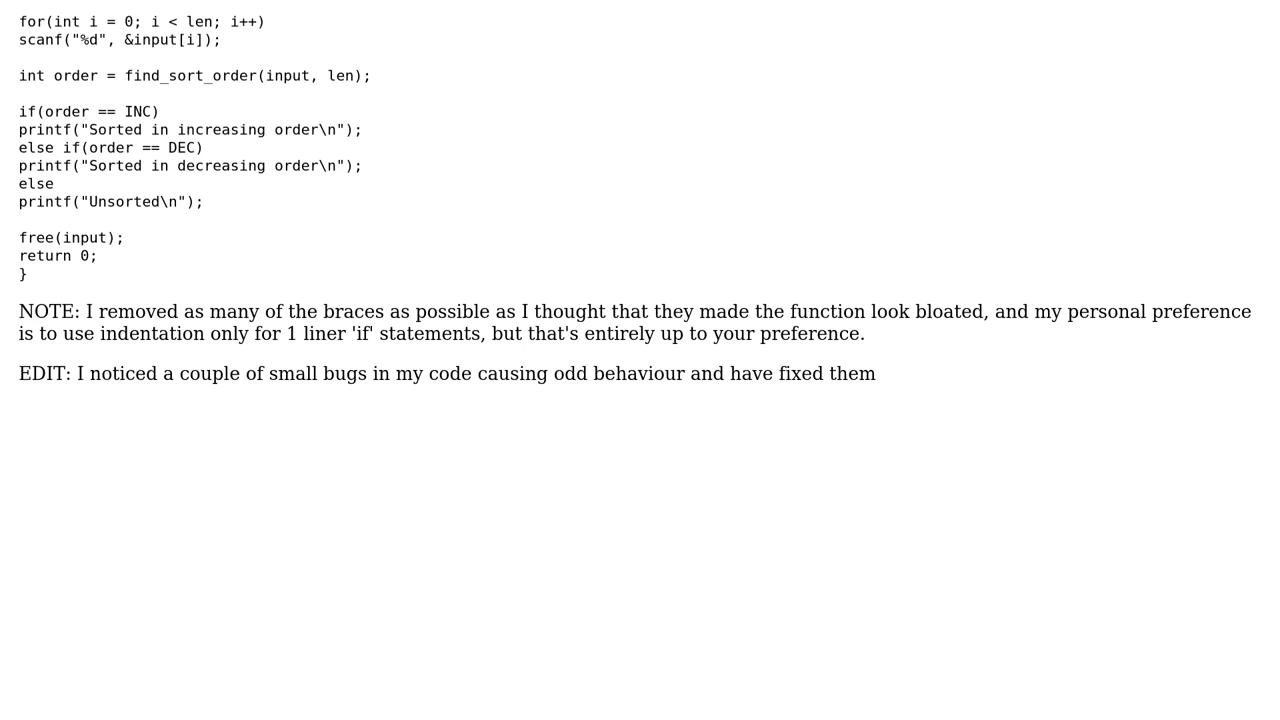 for(int i = 0; i < len; i++)
scanf("%d", &input[i]);

int order = find_sort_order(input, len);

if(order == INC)
printf("Sorted in increasing order\n");
else if(order == DEC)
printf("Sorted in decreasing order\n");
else
printf("Unsorted\n");

free(input);
return 0;
}

NOTE: I removed as many of the braces as possible as I thought that they made the function look bloated, and my personal preference
is to use indentation only for 1 liner 'if' statements, but that's entirely up to your preference.

EDIT: I noticed a couple of small bugs in my code causing odd behaviour and have fixed them